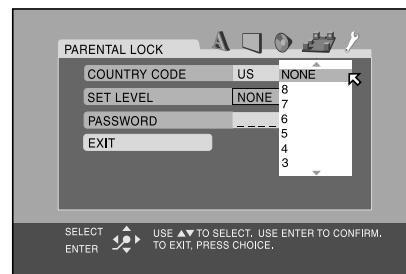 PARENTAL LOCK
COUNTRY CODE US
SET LEVEL NONE
PASSWORD _ _ _ _
EXIT
NONE
8
7
6
5
4
3
SELECT
ENTER
USE ▲▼ TO SELECT. USE ENTER TO CONFIRM.
TO EXIT, PRESS CHOICE.